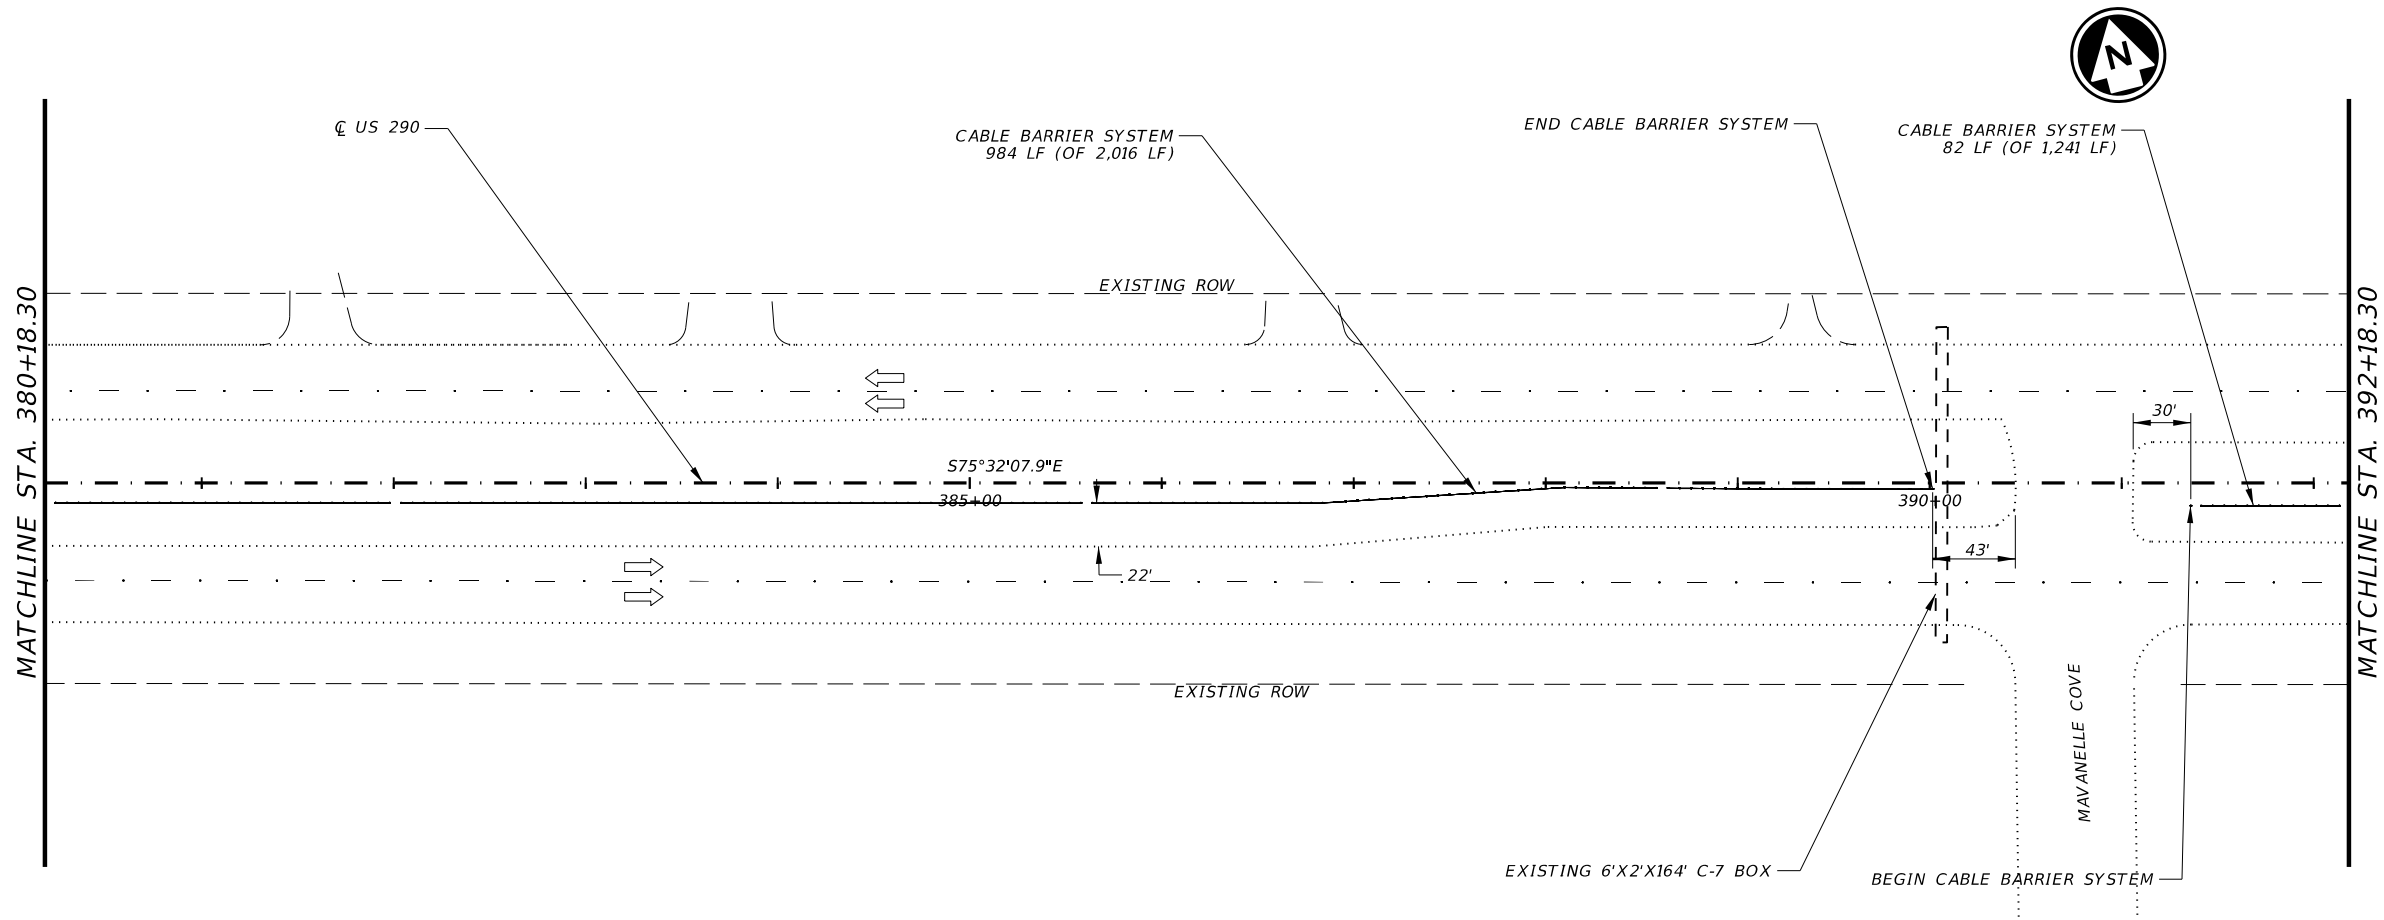 N
℄ US 290
CABLE BARRIER SYSTEM
984 LF (OF 2,016 LF)
END CABLE BARRIER SYSTEM
CABLE BARRIER SYSTEM
82 LF (OF 1,241 LF)
MATCHLINE STA. 380+18.30
EXISTING ROW
MATCHLINE STA. 392+18.30
30'
S75°32'07.9"E
385+00
390+00
43'
22'
EXISTING ROW
MAVANELLE COVE
EXISTING 6'X2'X164' C-7 BOX
BEGIN CABLE BARRIER SYSTEM